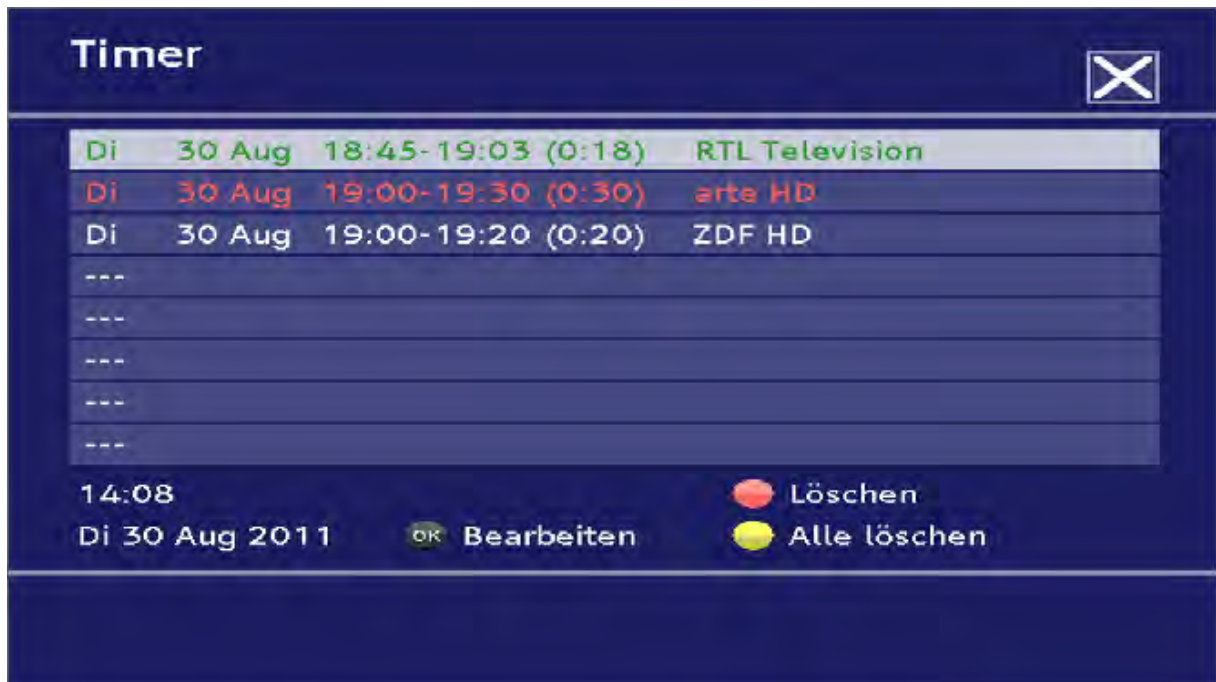 Timer
Di 30 Aug 18:45-19:03 (0:18) RTL Television
Di 30 Aug 19:00-19:30 (0:30) arte HD
Di 30 Aug 19:00-19:20 (0:20) ZDF HD
---
---
---
---
---
14:08 Löschen
Di 30 Aug 2011 OK Bearbeiten Alle löschen